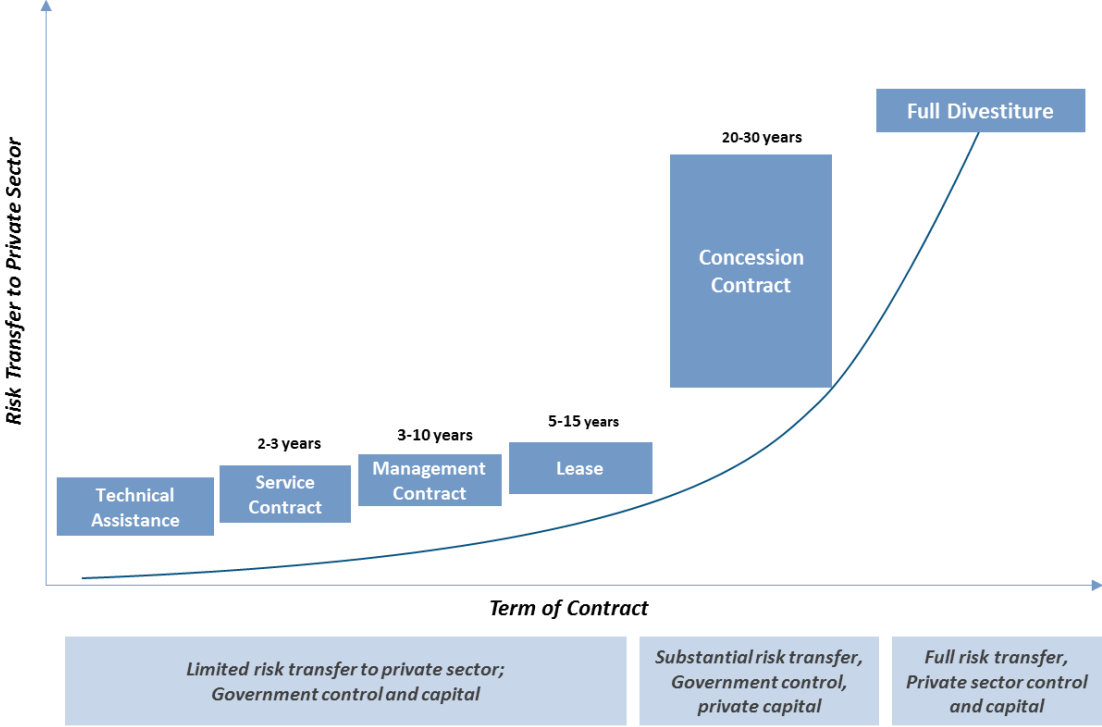 Risk Transfer to Private Sector
Full Divestiture
20-30 years
Concession
Contract
5-15 years
3-10 years
2-3 years
Technical
Assistance
Service
Contract
Management
Contract
Lease
Term of Contract
Limited risk transfer to private sector;
Government control and capital
Substantial risk transfer,
Government control,
private capital
Full risk transfer,
Private sector control
and capital